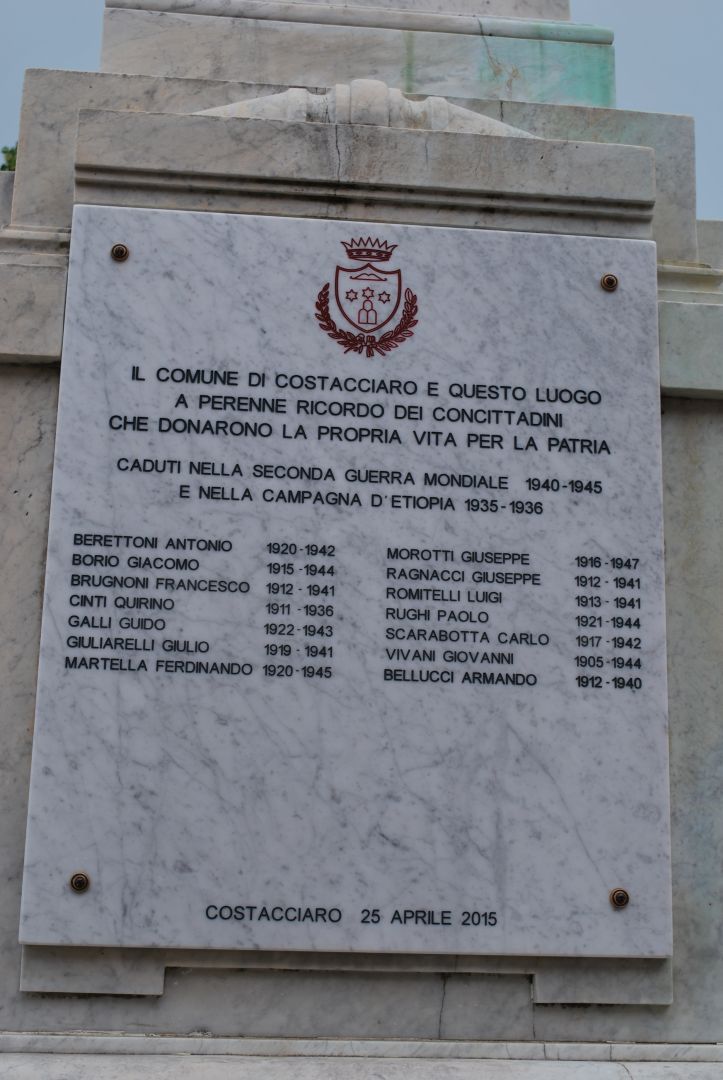 IL COMUNE DI COSTACCIARO E QUESTO LUOGO
A PERENNE RICORDO DEI CONCITTADINI
CHE DONARONO LA PROPRIA VITA PER LA PATRIA
CADUTI NELLA SECONDA GUERRA MONDIALE 1940-1945
E NELLA CAMPAGNA D'ETIOPIA 1935-1936
BERETTONI ANTONIO 1920-1942
BORIO GIACOMO 1915-1944
BRUGNONI FRANCESCO 1912-1941
CINTI QUIRINO 1911-1936
GALLI GUIDO 1922-1943
GIULIARELLI GIULIO 1919-1941
MARTELLA FERDINANDO 1920-1945
MOROTTI GIUSEPPE 1916-1947
RAGNACCI GIUSEPPE 1912-1941
ROMITELLI LUIGI 1913-1941
RUGHI PAOLO 1921-1944
SCARABOTTA CARLO 1917-1942
VIVANI GIOVANNI 1905-1944
BELLUCCI ARMANDO 1912-1940
COSTACCIARO 25 APRILE 2015